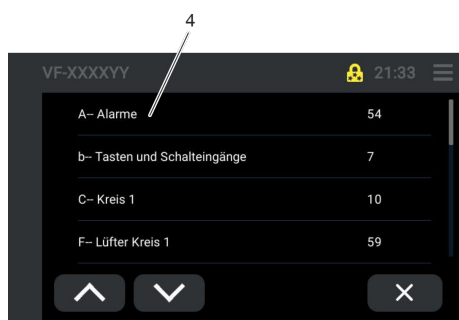 4
VF-XXXXYY 21:33
A-- Alarme 54
b-- Tasten und Schalteingänge 7
C-- Kreis 1 10
F-- Lüfter Kreis 1 59